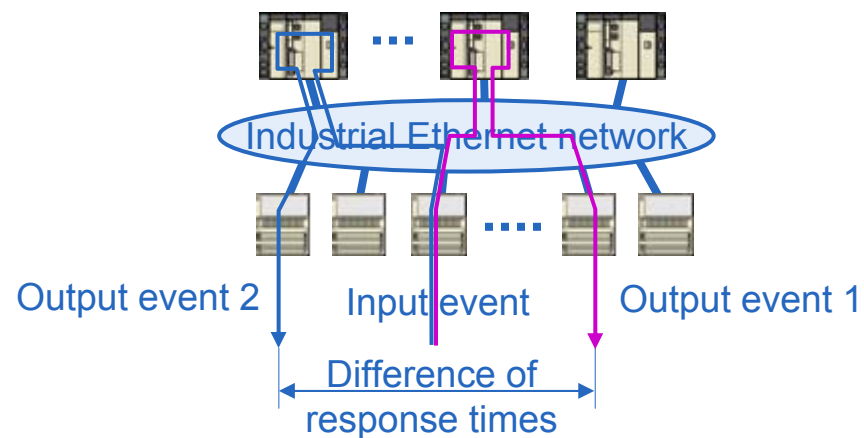 Industrial Ethernet network
Output event 2
Input event
Output event 1
Difference of
response times